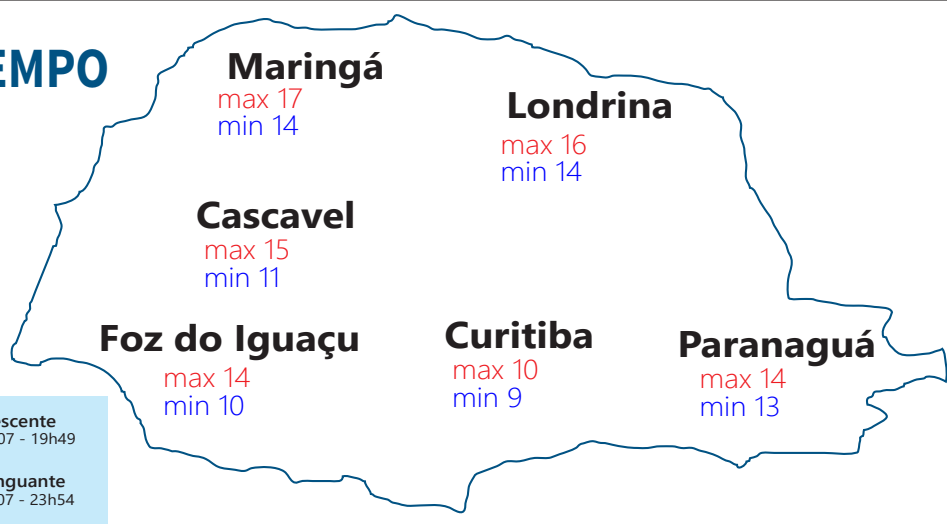 EMPO
Maringá
max 17
min 14
Londrina
max 16
min 14
Cascavel
max 15
min 11
Foz do Iguaçu
max 14
min 10
Curitiba
max 10
min 9
Paranaguá
max 14
min 13
scente
07 - 19h49
nguante
07 - 23h54